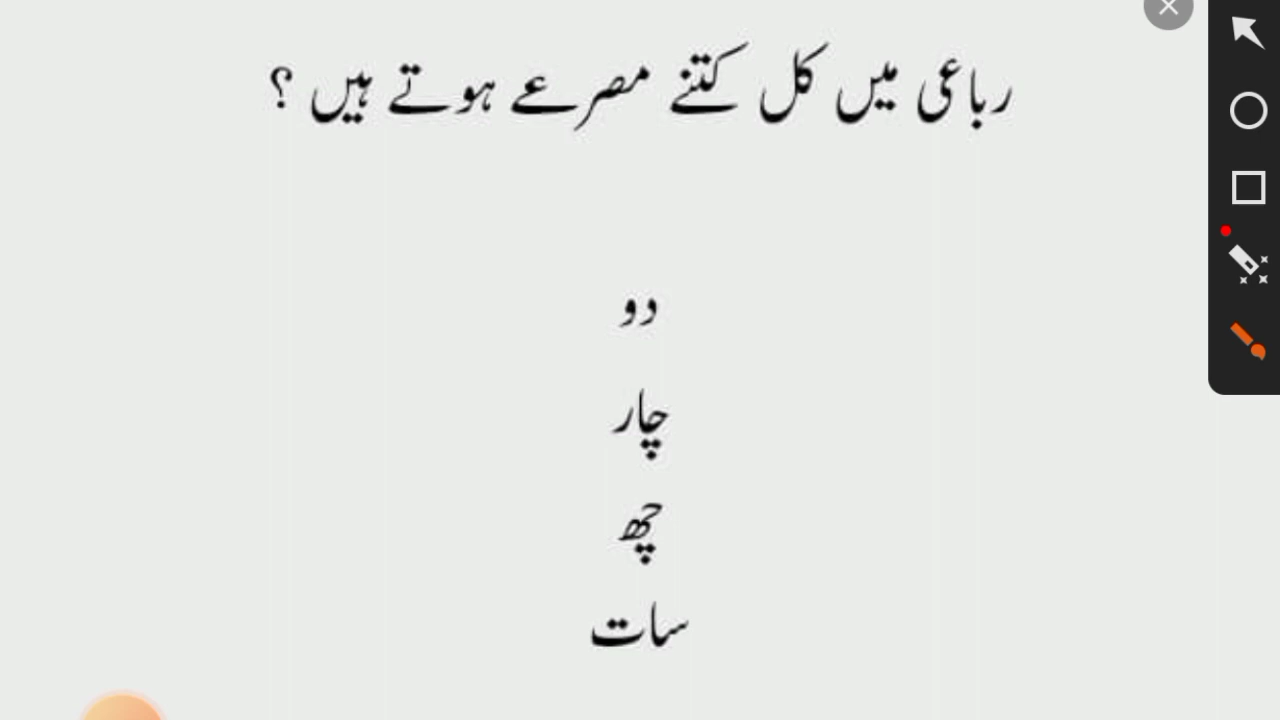 رباعی میں کل کتنے مصرعے ہوتے ہیں ؟
دو
چار
چھ
سات